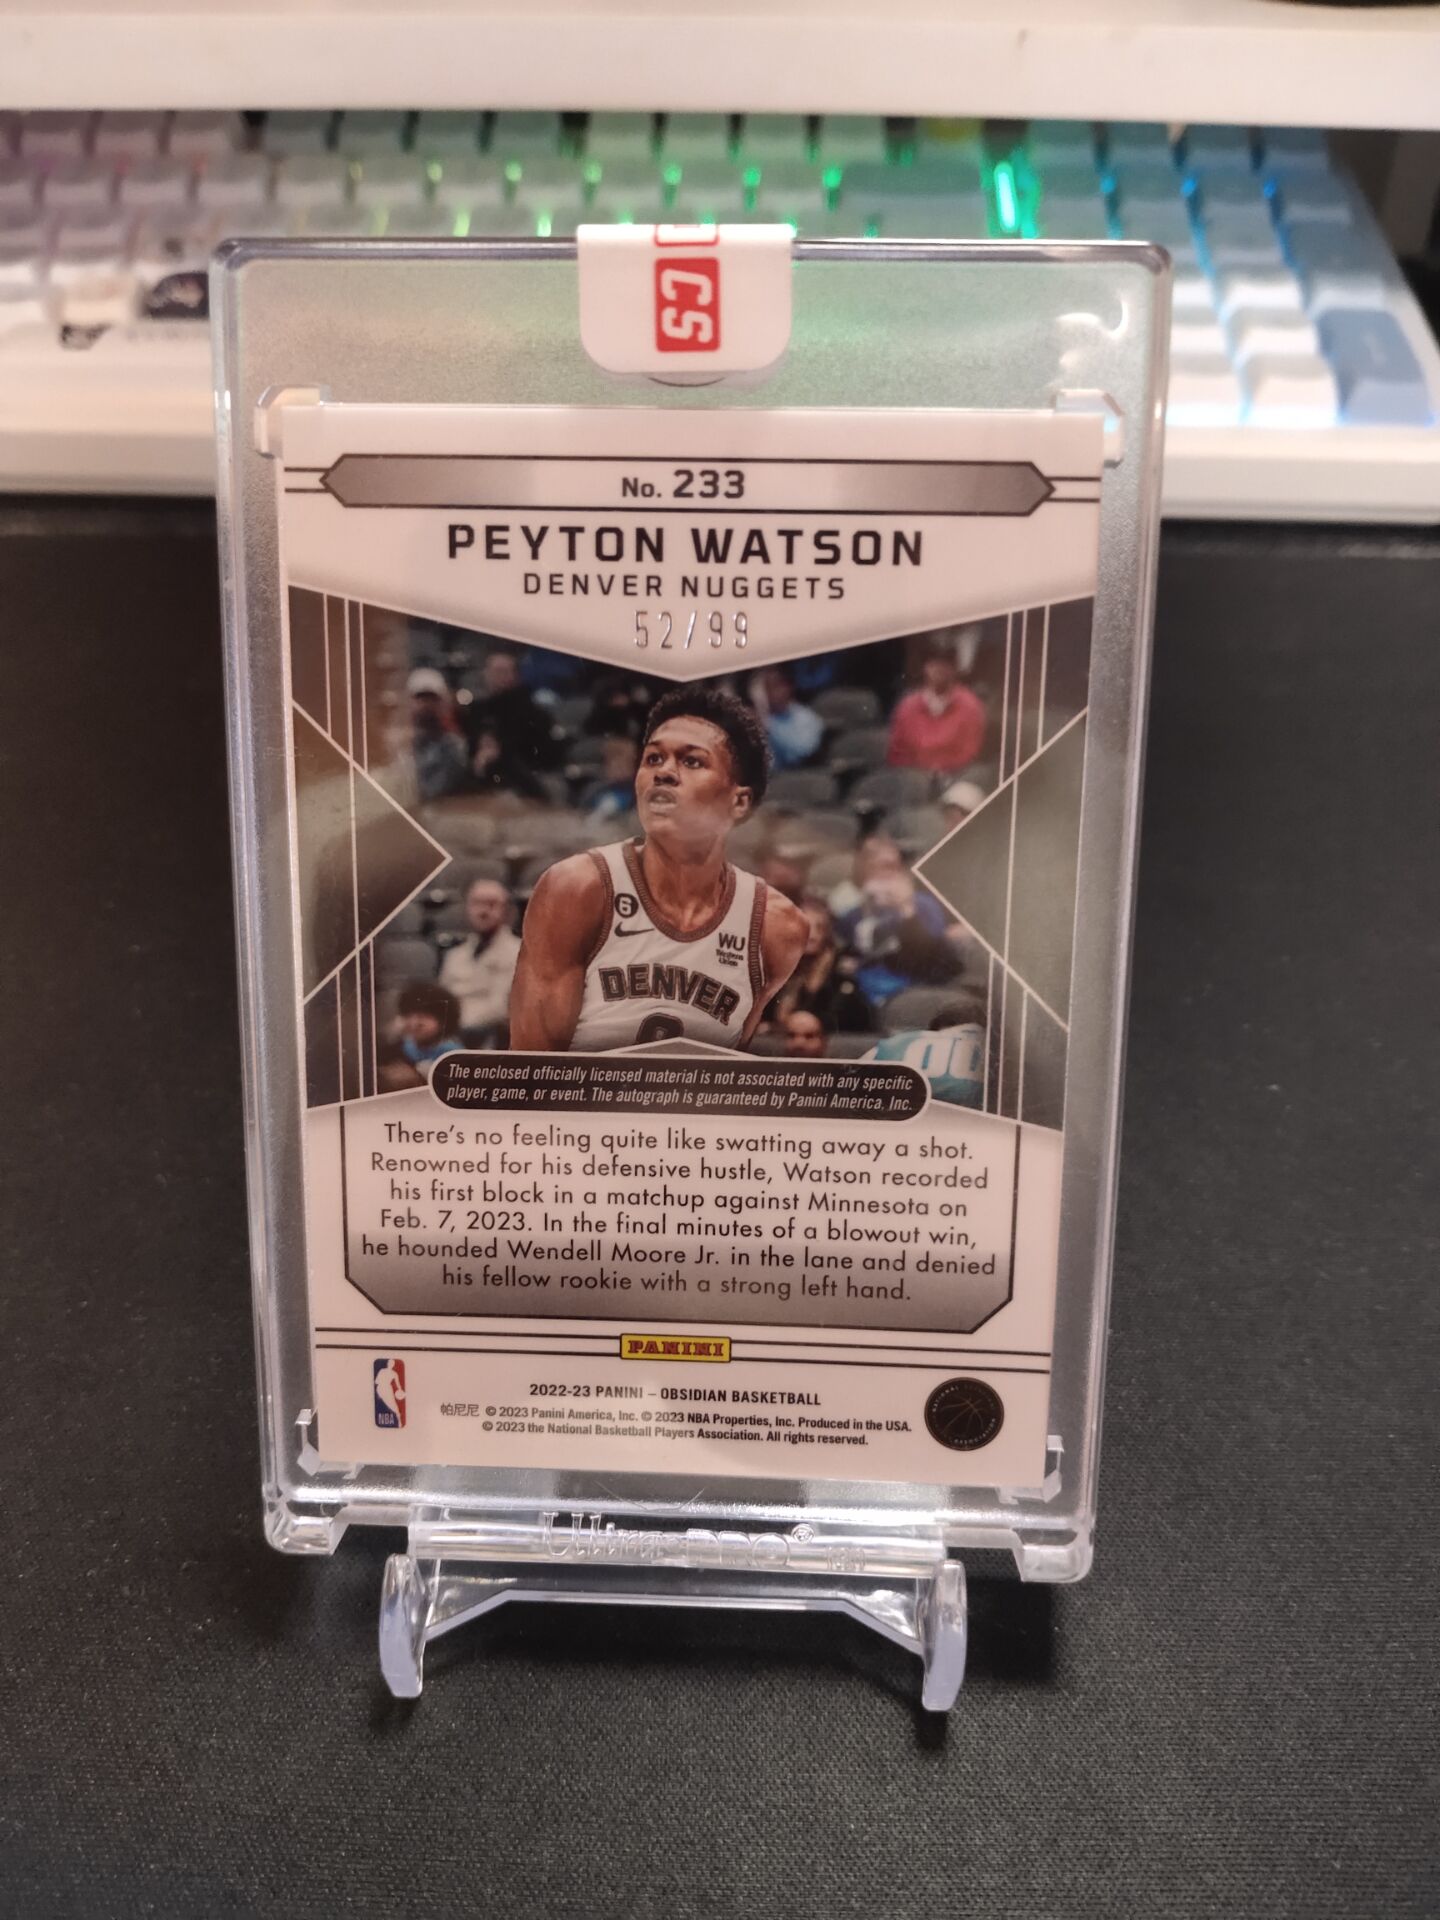 CS
No. 233
PEYTON WATSON
DENVER NUGGETS
52/99
6
WU
Western
Union
DENVER
The enclosed officially licensed material is not associated with any specific
player, game, or event. The autograph is guaranteed by Panini America, Inc.
There's no feeling quite like swatting away a shot.
Renowned for his defensive hustle, Watson recorded
his first block in a matchup against Minnesota on
Feb. 7, 2023. In the final minutes of a blowout win,
he hounded Wendell Moore Jr. in the lane and denied
his fellow rookie with a strong left hand.
PANINI
NBA
2022-23 PANINI – OBSIDIAN BASKETBALL
帕尼尼 © 2023 Panini America, Inc. © 2023 NBA Properties, Inc. Produced in the USA.
© 2023 the National Basketball Players Association. All rights reserved.
Ultra•PRO®